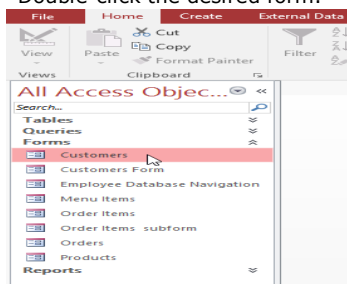 Double-click the desired form.
File Home Create External Data
View Paste Cut Copy Format Painter Filter
Views Clipboard
All Access Objec...
Search...
Tables
Queries
Forms
Customers
Customers Form
Employee Database Navigation
Menu Items
Order Items
Order Items subform
Orders
Products
Reports